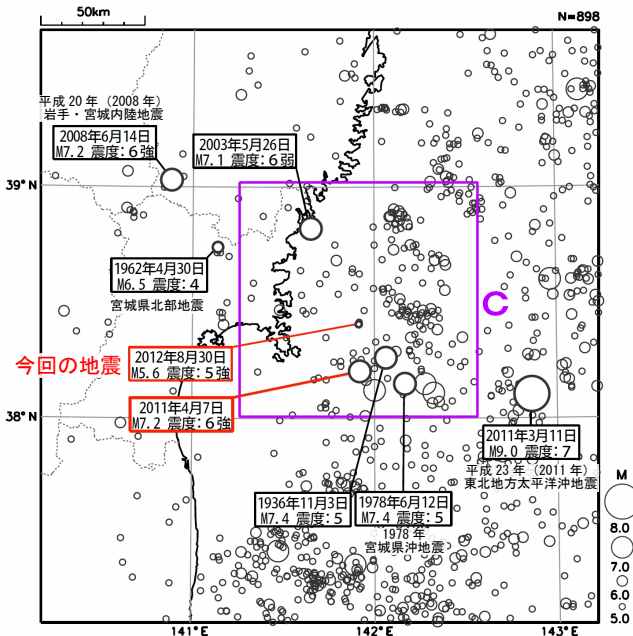 50km
N=898
平成20年（2008年）
岩手・宮城内陸地震
2008年6月14日
M7.2 震度:6強
2003年5月26日
M7.1 震度:6弱
39°N
1962年4月30日
M6.5 震度:4
宮城県北部地震
C
今回の地震
2012年8月30日
M5.6 震度:5強
2011年4月7日
M7.2 震度:6強
38°N
2011年3月11日
M9.0 震度:7
平成23年（2011年）
東北地方太平洋沖地震
1936年11月3日
M7.4 震度:5
1978年6月12日
M7.4 震度:5
1978年
宮城県沖地震
M
8.0
7.0
6.0
5.0
141°E
142°E
143°E